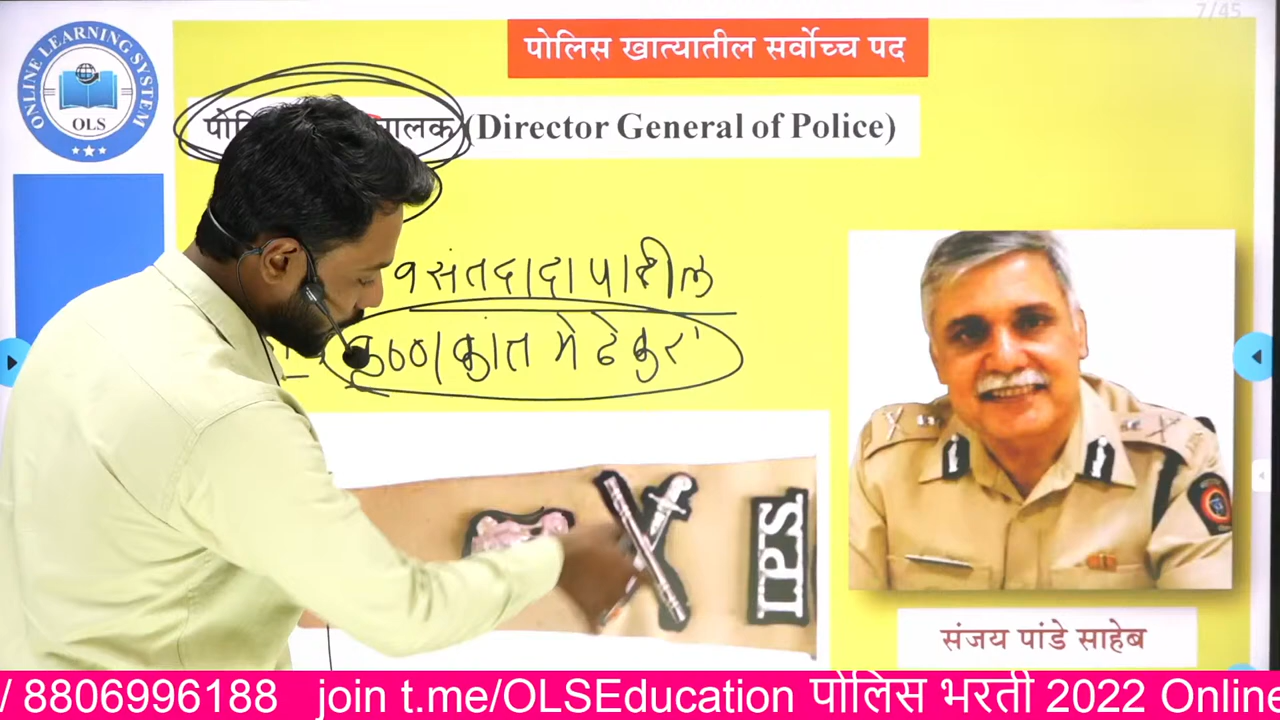 7/45
ONLINE LEARNING SYSTEM
OLS
पोलिस खात्यातील सर्वोच्च पद
(Director General of Police)
वसंतदादा पाटील
मेढेकर
IPS
संजय पांडे साहेब
/ 8806996188 join t.me/OLSEducation पोलिस भरती 2022 Online